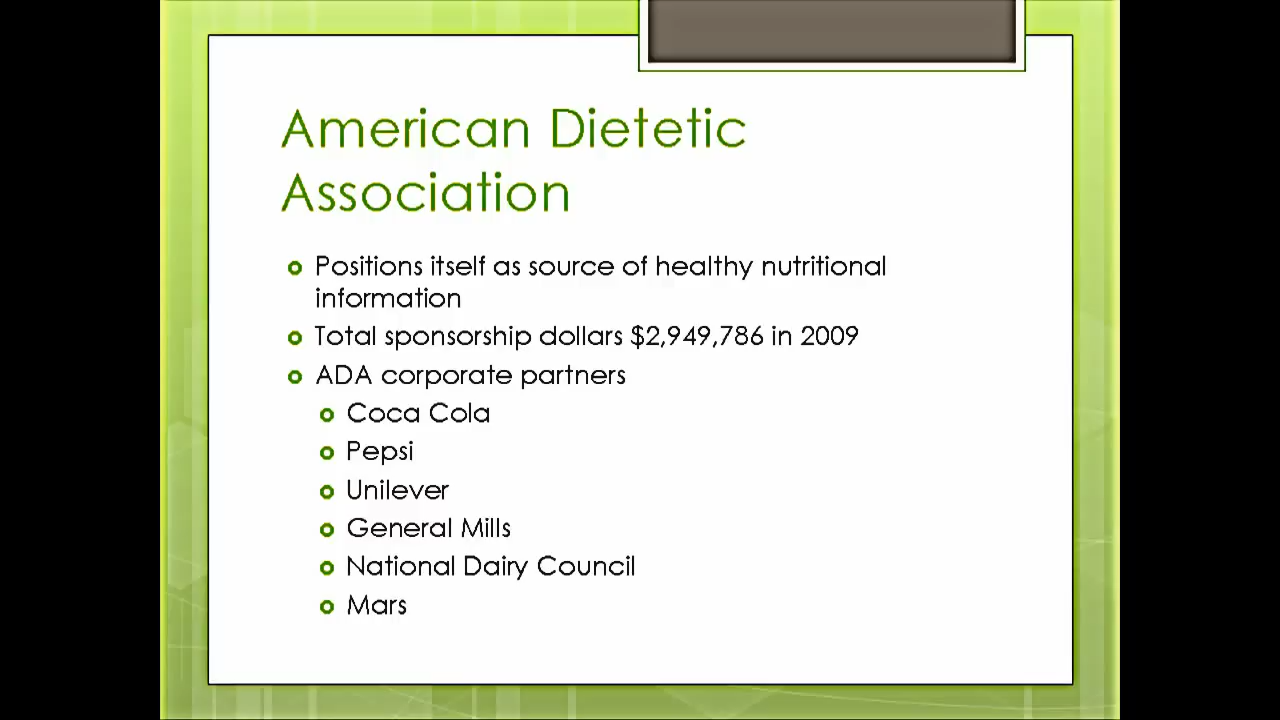 American Dietetic
Association
Positions itself as source of healthy nutritional
information
Total sponsorship dollars $2,949,786 in 2009
ADA corporate partners
Coca Cola
Pepsi
Unilever
General Mills
National Dairy Council
Mars